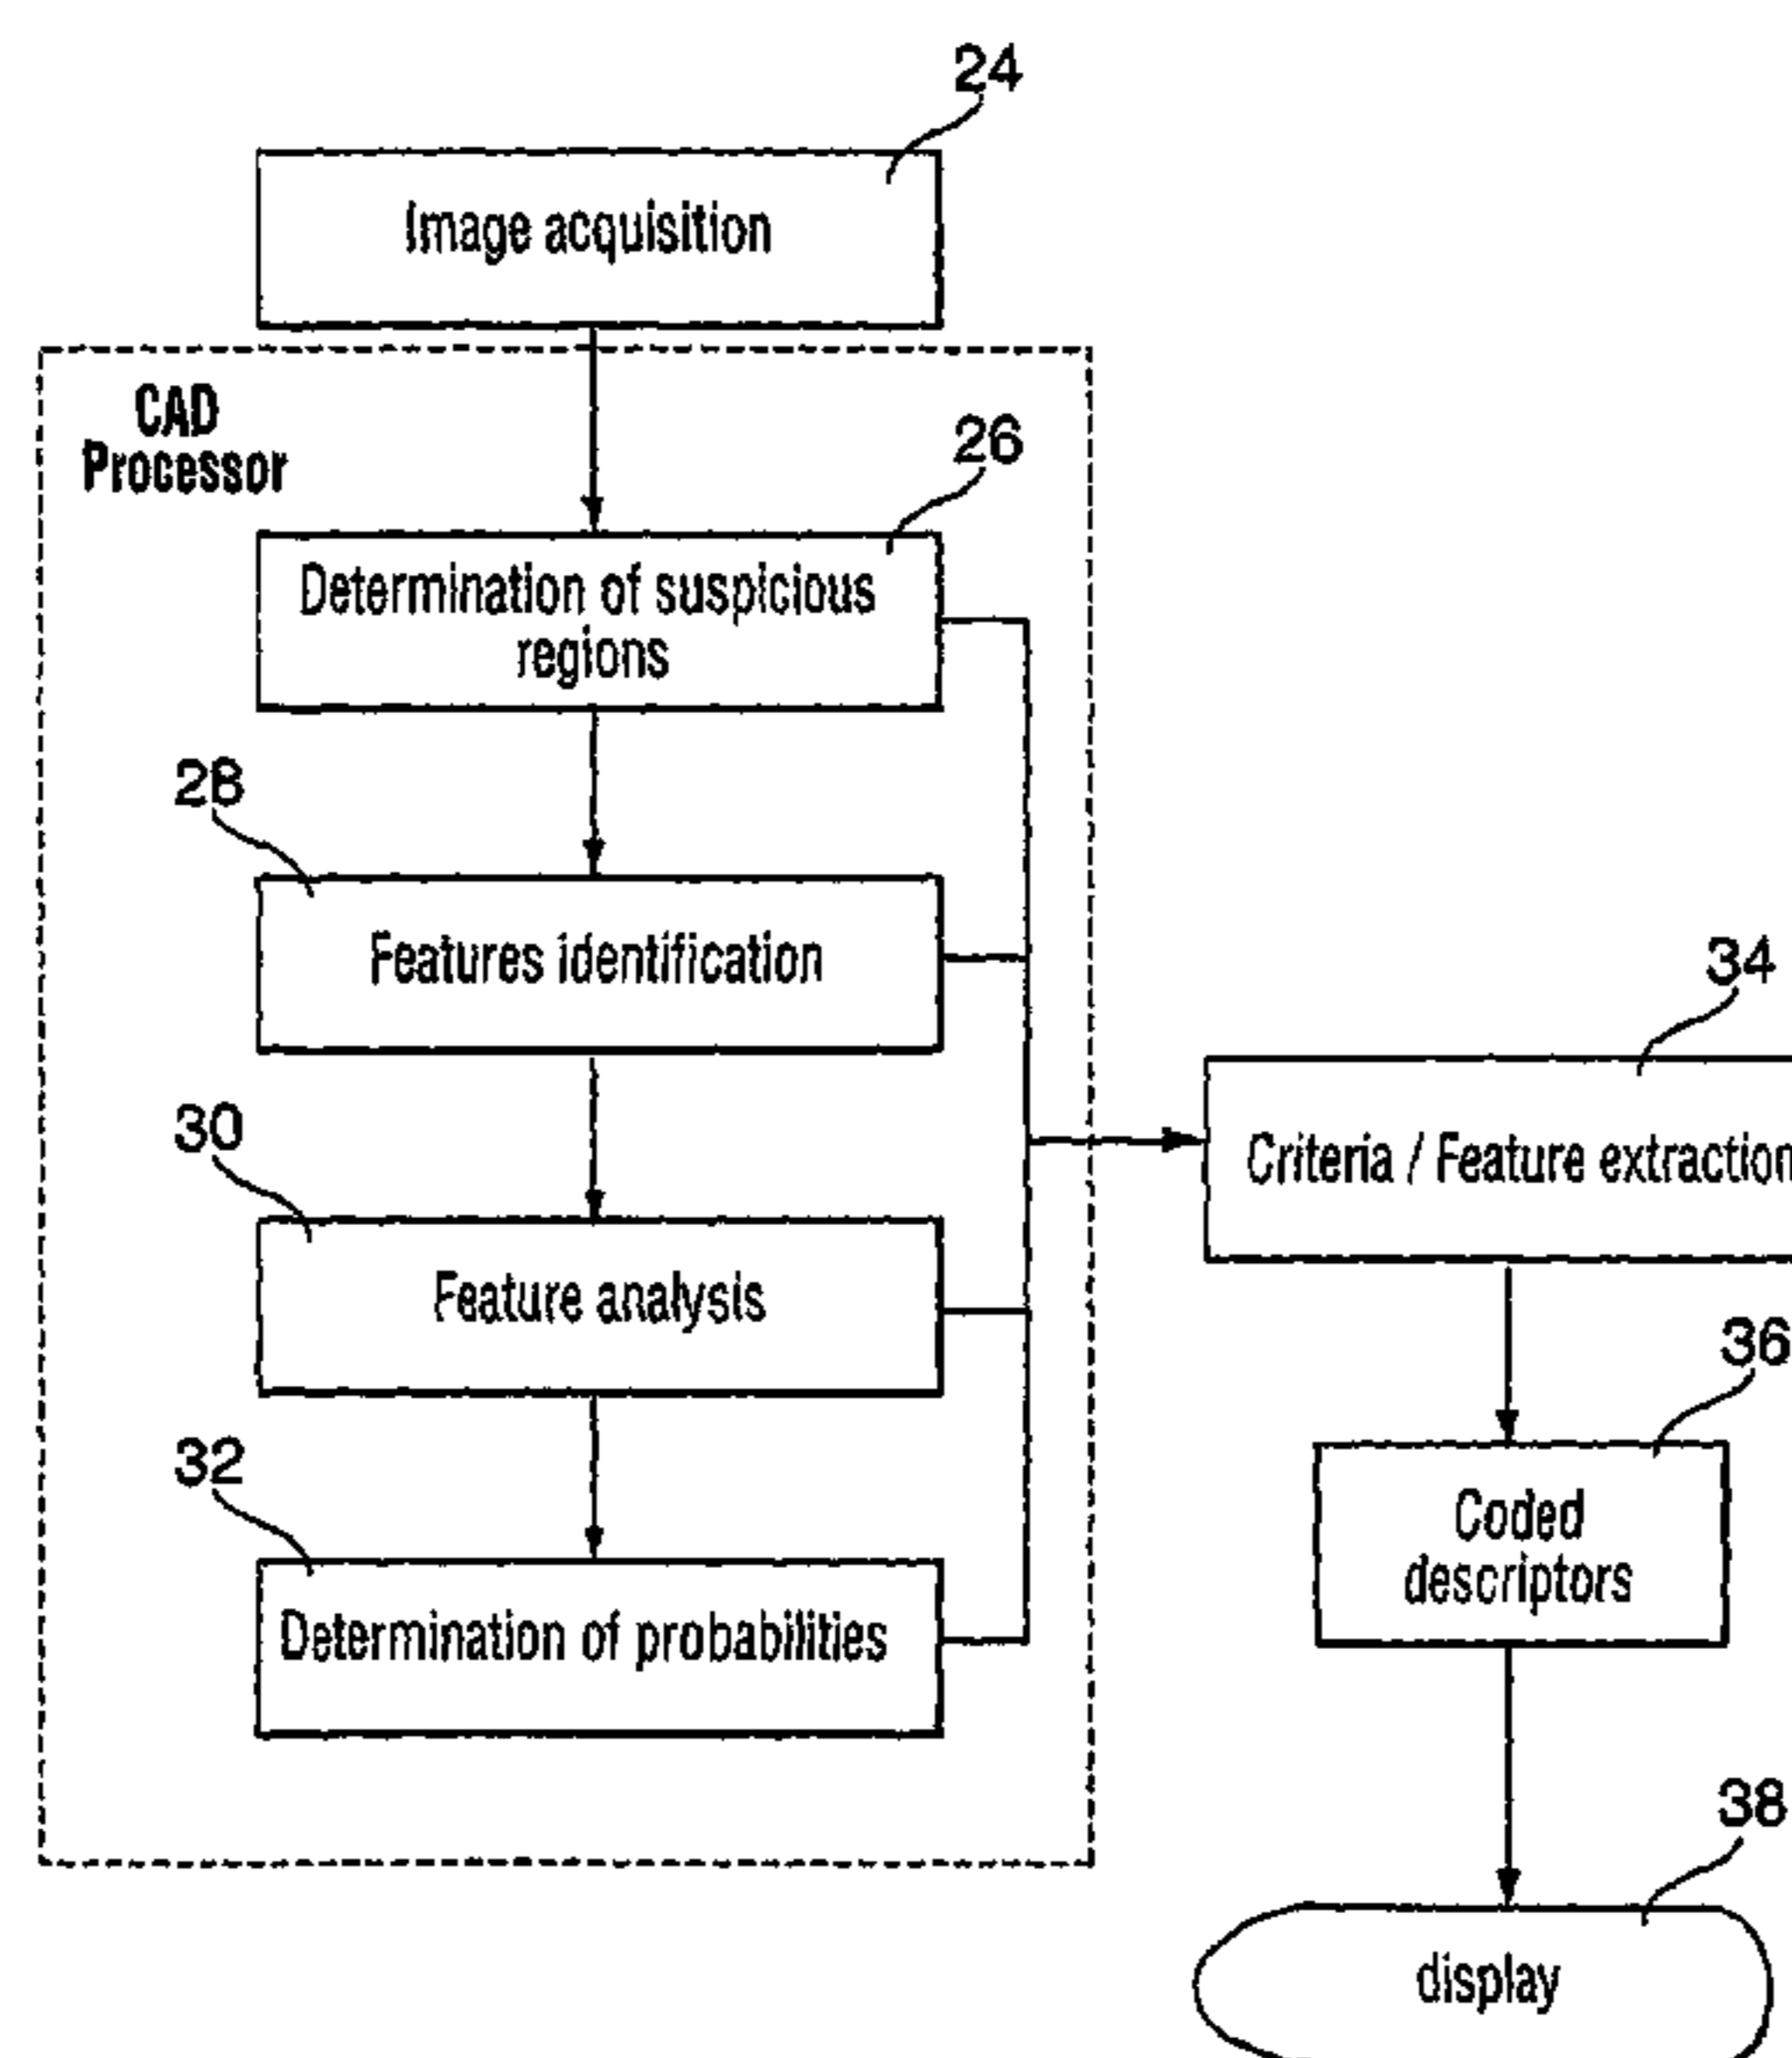 24
Image acquisition
CAD
Processor
26
Determination of suspicious
regions
28
Features identification
30
Feature analysis
32
Determination of probabilities
34
Criteria / Feature extraction
36
Coded
descriptors
38
display